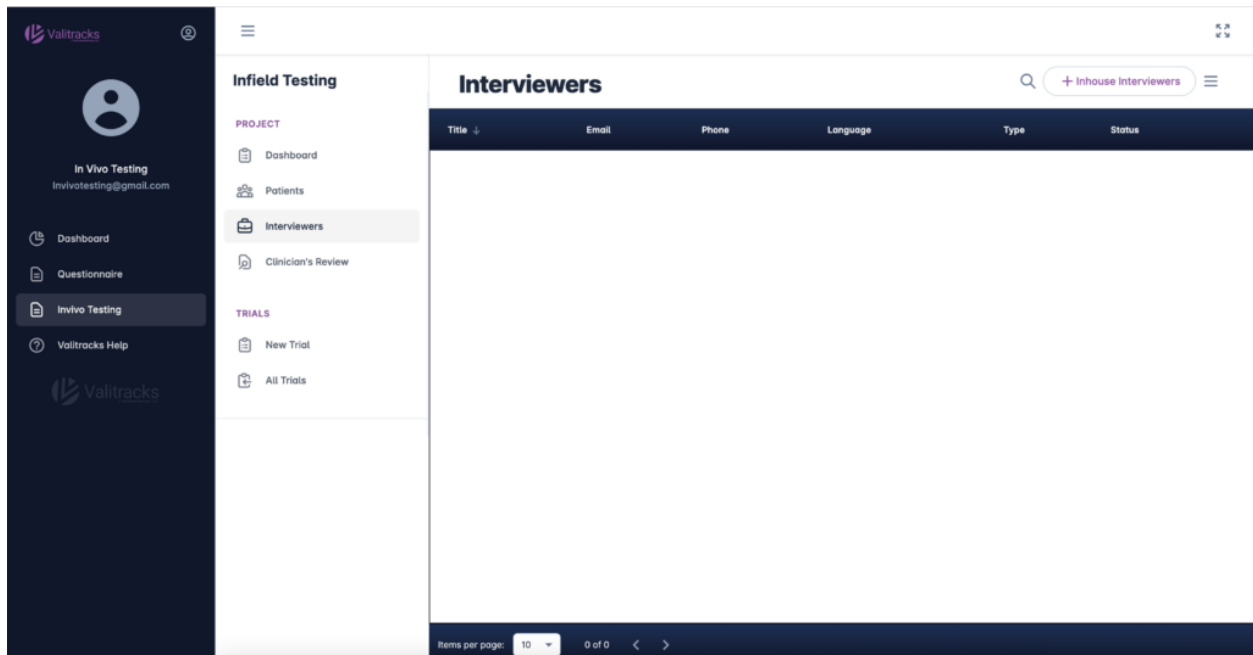 Valitracks
In Vivo Testing
Invivotesting@gmail.com
Dashboard
Questionnaire
Invivo Testing
Valitracks Help
Valitracks
Infield Testing
PROJECT
Dashboard
Patients
Interviewers
Clinician's Review
TRIALS
New Trial
All Trials
Interviewers
+ Inhouse Interviewers
Title ↓ Email Phone Language Type Status
Items per page: 10 0 of 0 < >